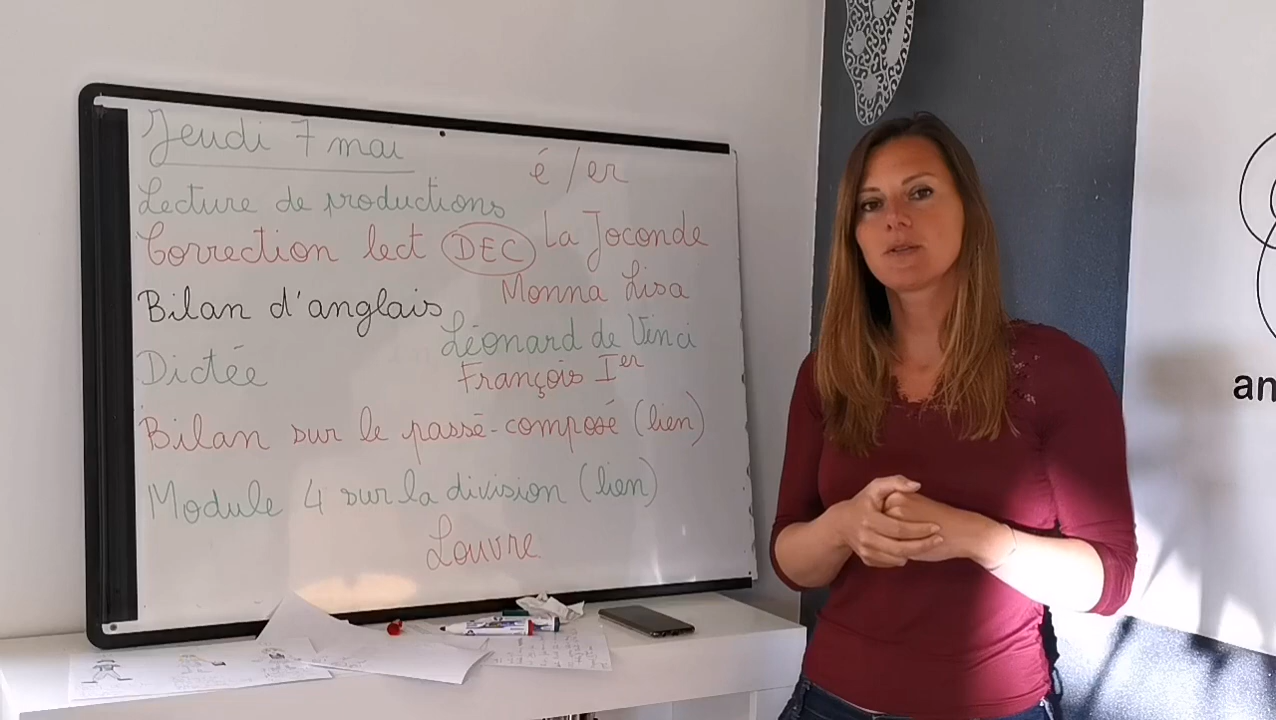 Jeudi 7 mai
é/er
Lecture de productions
Correction lect DEC
La Joconde
Monna Lisa
Bilan d'anglais
Léonard de Vinci
Dictée
François Ier
Bilan sur le passé-composé (lien)
Module 4 sur la division (lien)
Louvre
an